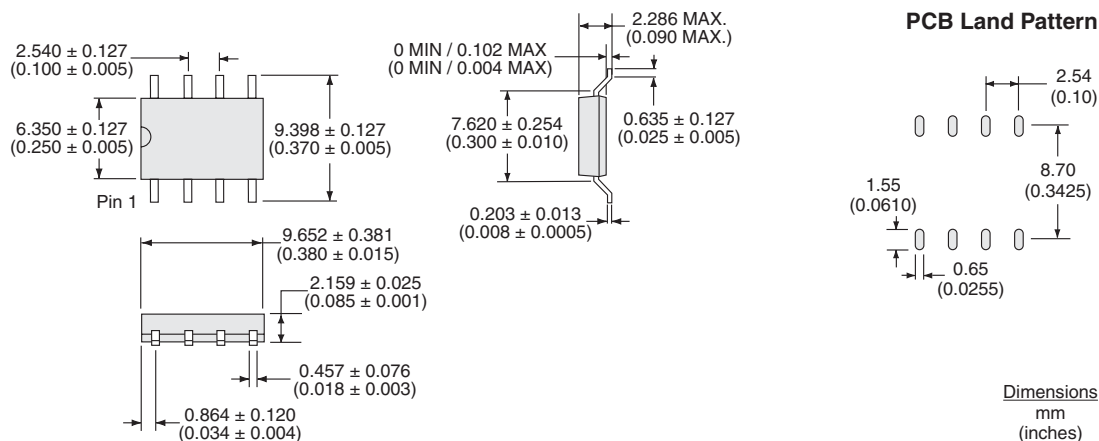 2.540 ± 0.127
(0.100 ± 0.005)
6.350 ± 0.127
(0.250 ± 0.005)
9.398 ± 0.127
(0.370 ± 0.005)
Pin 1
9.652 ± 0.381
(0.380 ± 0.015)
2.159 ± 0.025
(0.085 ± 0.001)
0.457 ± 0.076
(0.018 ± 0.003)
0.864 ± 0.120
(0.034 ± 0.004)
2.286 MAX.
(0.090 MAX.)
0 MIN / 0.102 MAX
(0 MIN / 0.004 MAX)
7.620 ± 0.254
(0.300 ± 0.010)
0.635 ± 0.127
(0.025 ± 0.005)
0.203 ± 0.013
(0.008 ± 0.0005)
PCB Land Pattern
2.54
(0.10)
8.70
(0.3425)
1.55
(0.0610)
0.65
(0.0255)
Dimensions
mm
(inches)